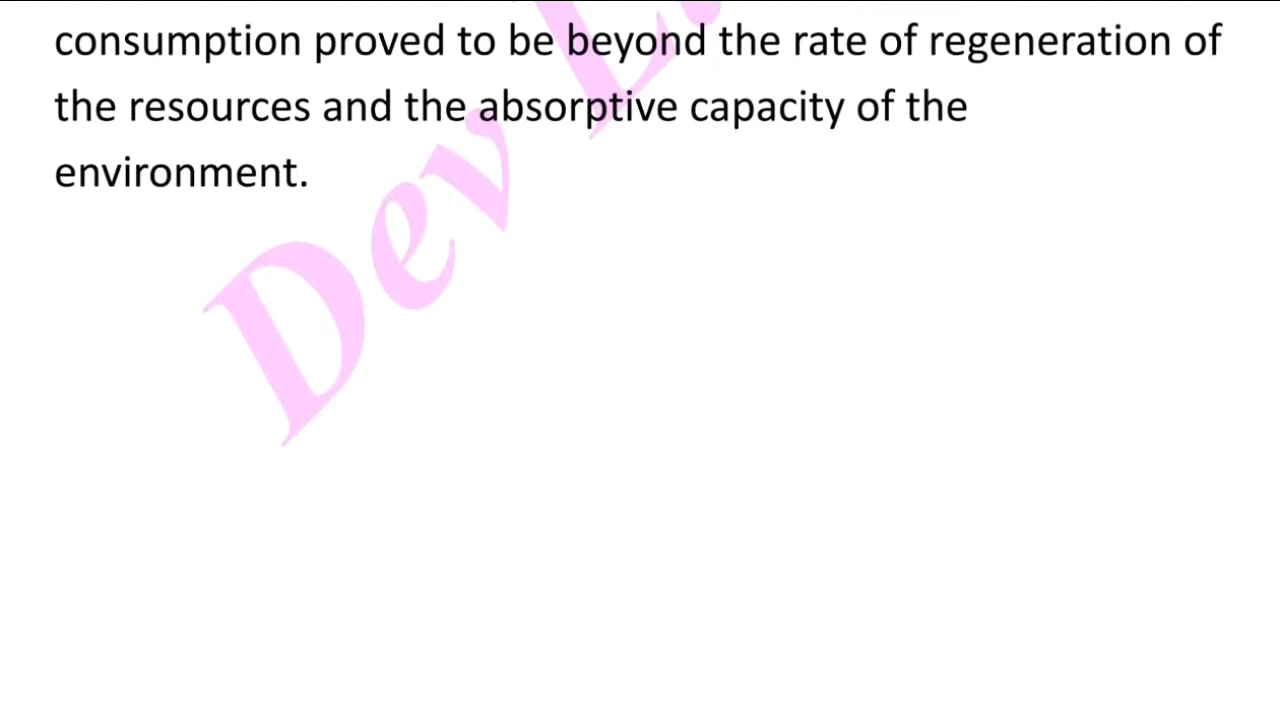 consumption proved to be beyond the rate of regeneration of
the resources and the absorptive capacity of the
environment.
Dev